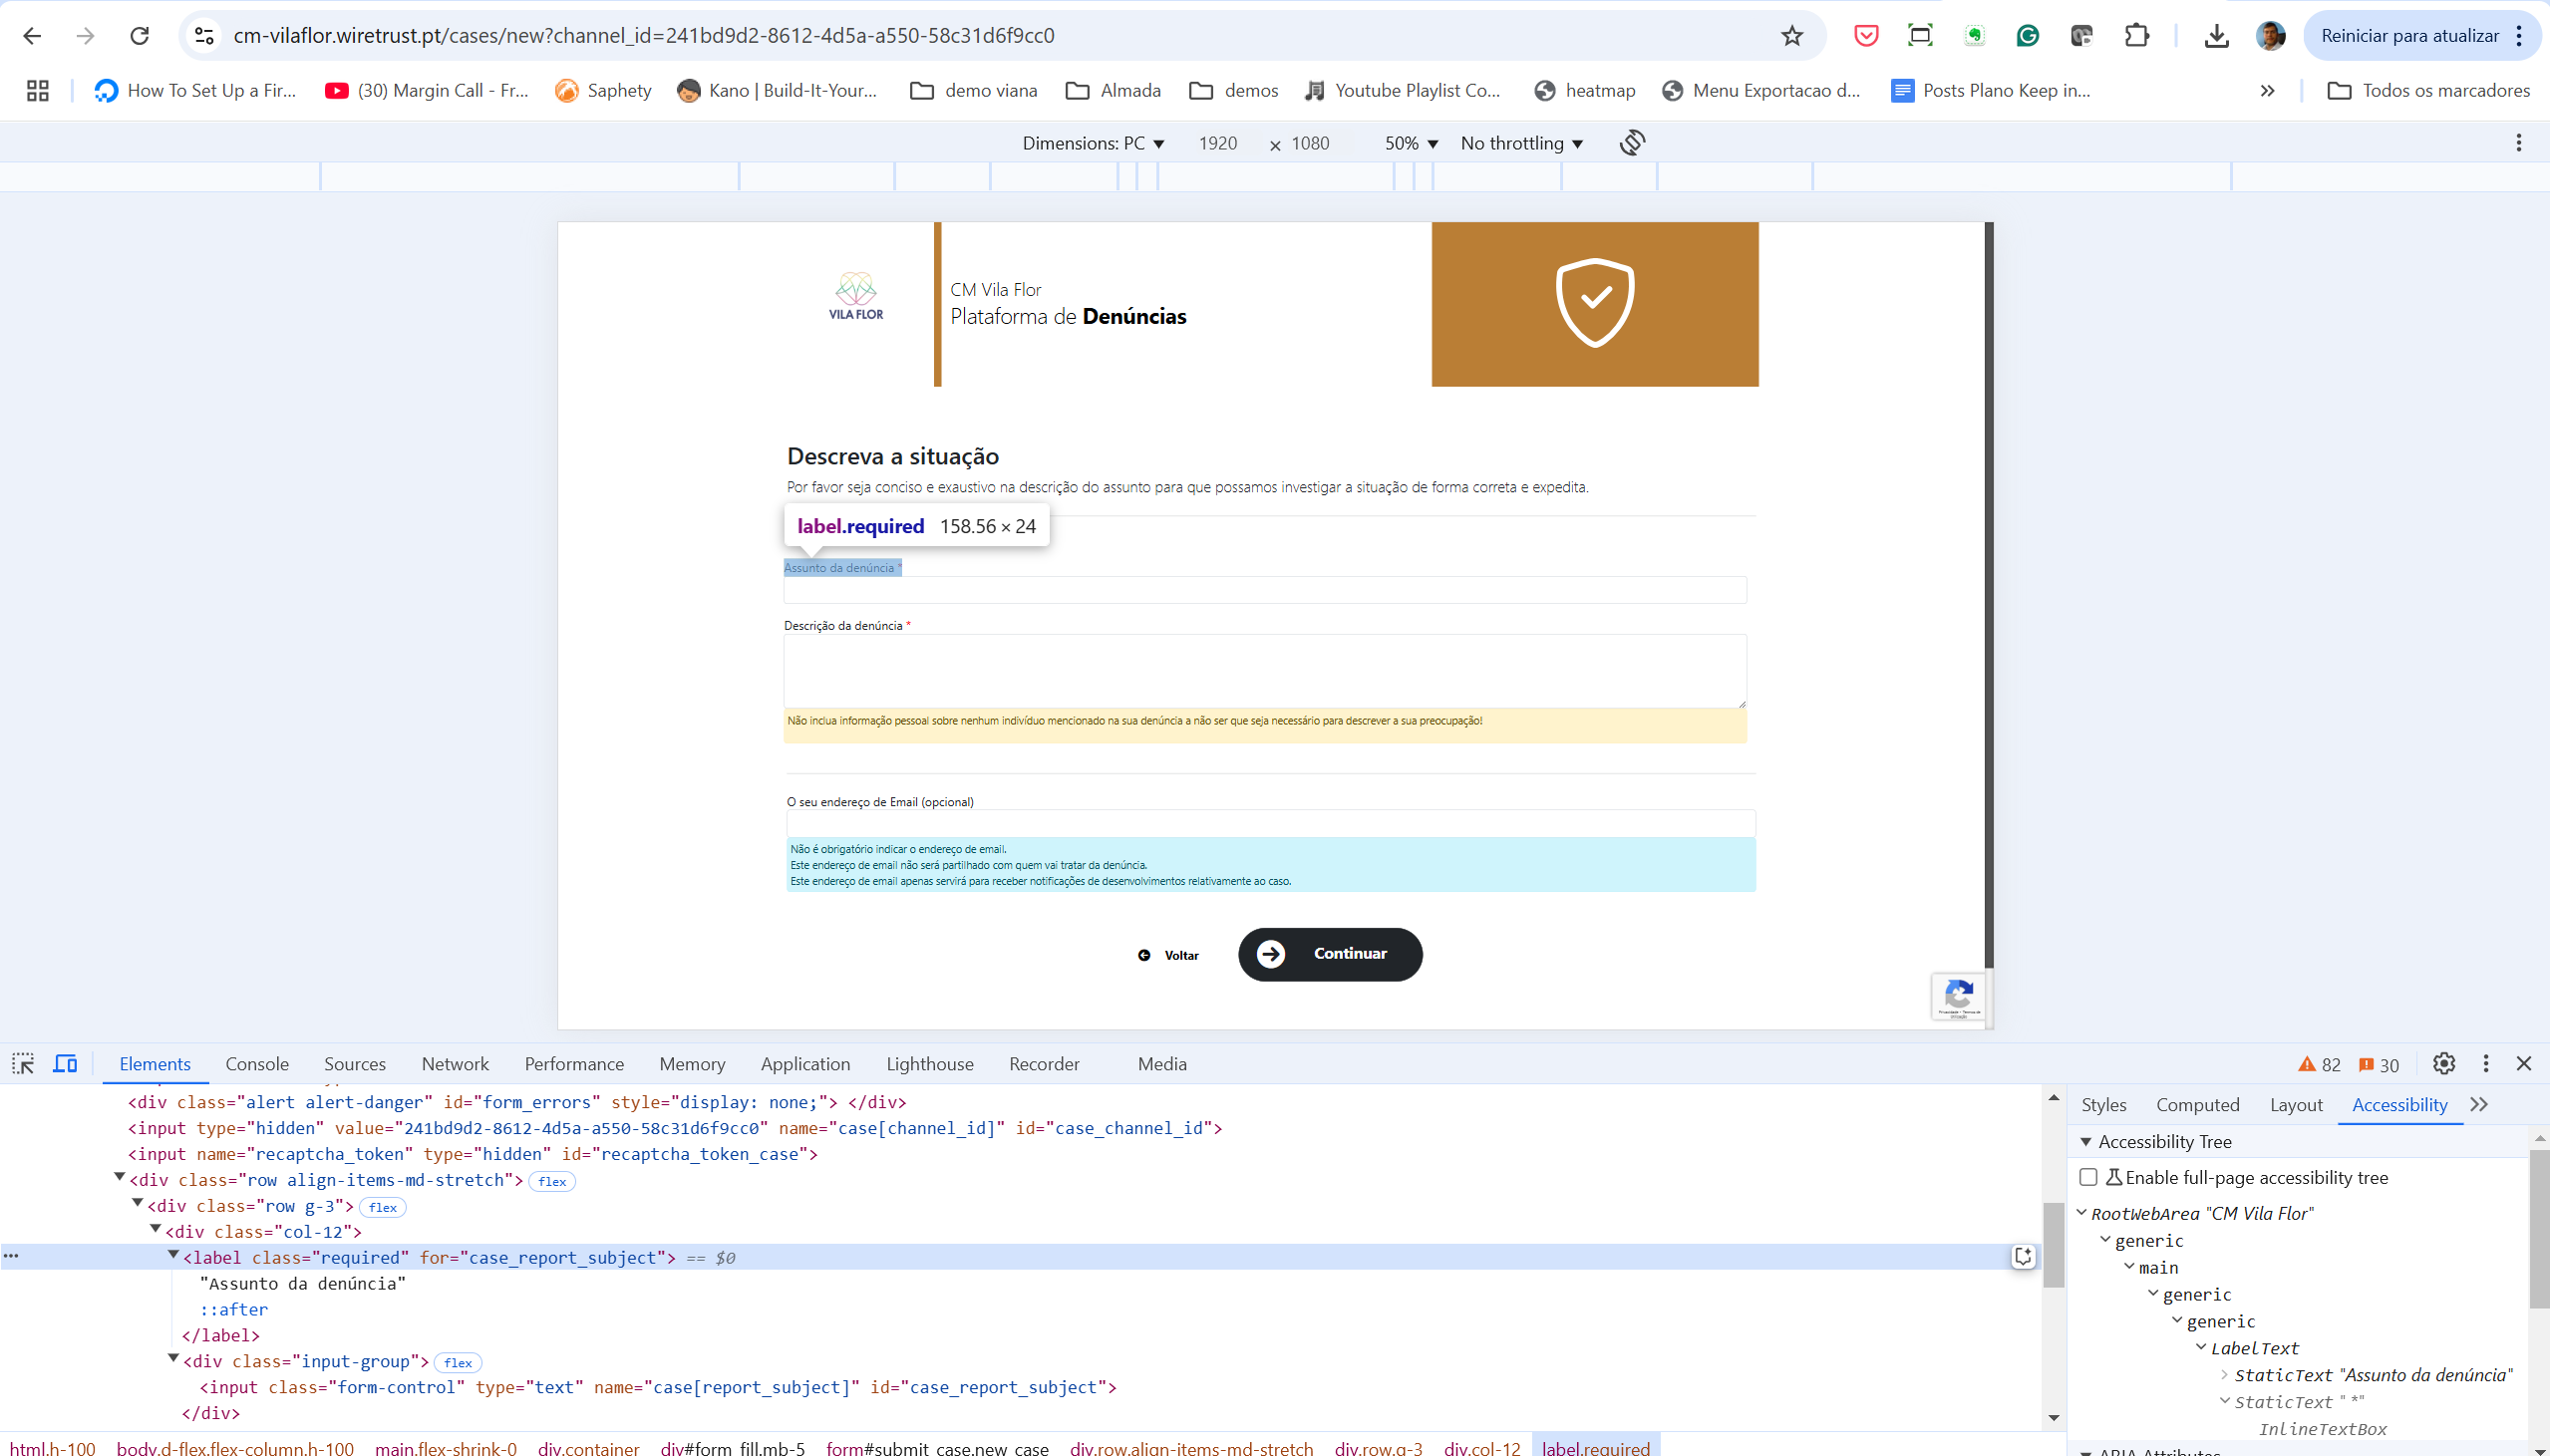 cm-vilaflor.wiretrust.pt/cases/new?channel_id=241bd9d2-8612-4d5a-a550-58c31d6f9cc0
Reiniciar para atualizar
How To Set Up a Fir... (30) Margin Call - Fr... Saphety Kano | Build-It-Your... demo viana Almada demos Youtube Playlist Co... heatmap Menu Exportacao d... Posts Plano Keep in... » Todos os marcadores
Dimensions: PC 1920 × 1080 50% No throttling
VILA FLOR
CM Vila Flor
Plataforma de Denúncias
Descreva a situação
Por favor seja conciso e exaustivo na descrição do assunto para que possamos investigar a situação de forma correta e expedita.
label.required 158.56 × 24
Assunto da denúncia *
Descrição da denúncia *
Não inclua informação pessoal sobre nenhum indivíduo mencionado na sua denúncia a não ser que seja necessário para descrever a sua preocupação!
O seu endereço de Email (opcional)
Não é obrigatório indicar o endereço de email.
Este endereço de email não será partilhado com quem vai tratar da denúncia.
Este endereço de email apenas servirá para receber notificações de desenvolvimentos relativamente ao caso.
Voltar
Continuar
Elements Console Sources Network Performance Memory Application Lighthouse Recorder Media 82 30
<div class="alert alert-danger" id="form_errors" style="display: none;"> </div>
<input type="hidden" value="241bd9d2-8612-4d5a-a550-58c31d6f9cc0" name="case[channel_id]" id="case_channel_id">
<input name="recaptcha_token" type="hidden" id="recaptcha_token_case">
<div class="row align-items-md-stretch"> flex
<div class="row g-3"> flex
<div class="col-12">
<label class="required" for="case_report_subject"> == $0
"Assunto da denúncia"
::after
</label>
<div class="input-group"> flex
<input class="form-control" type="text" name="case[report_subject]" id="case_report_subject">
</div>
html.h-100 body.d-flex.flex-column.h-100 main.flex-shrink-0 div.container div#form_fill.mb-5 form#submit_case.new_case div.row.align-items-md-stretch div.row.g-3 div.col-12 label.required
Styles Computed Layout Accessibility
Accessibility Tree
Enable full-page accessibility tree
RootWebArea "CM Vila Flor"
generic
main
generic
generic
LabelText
StaticText "Assunto da denúncia"
StaticText " *"
InlineTextBox
ARIA Attributes